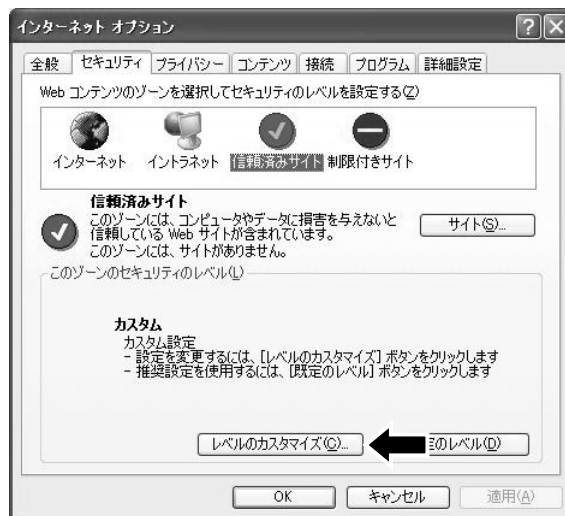 インターネット オプション
全般 セキュリティ プライバシー コンテンツ 接続 プログラム 詳細設定
Web コンテンツのゾーンを選択してセキュリティのレベルを設定する(Z)
インターネット イントラネット 信頼済みサイト 制限付きサイト
信頼済みサイト
このゾーンには、コンピュータやデータに損害を与えないと
信頼している Web サイトが含まれています。
このゾーンには、サイトがありません。
サイト(S)...
このゾーンのセキュリティのレベル(L)
カスタム
カスタム設定
- 設定を変更するには、[レベルのカスタマイズ] ボタンをクリックします
- 推奨設定を使用するには、[既定のレベル] ボタンをクリックします
レベルのカスタマイズ(C)... 定のレベル(D)
OK キャンセル 適用(A)